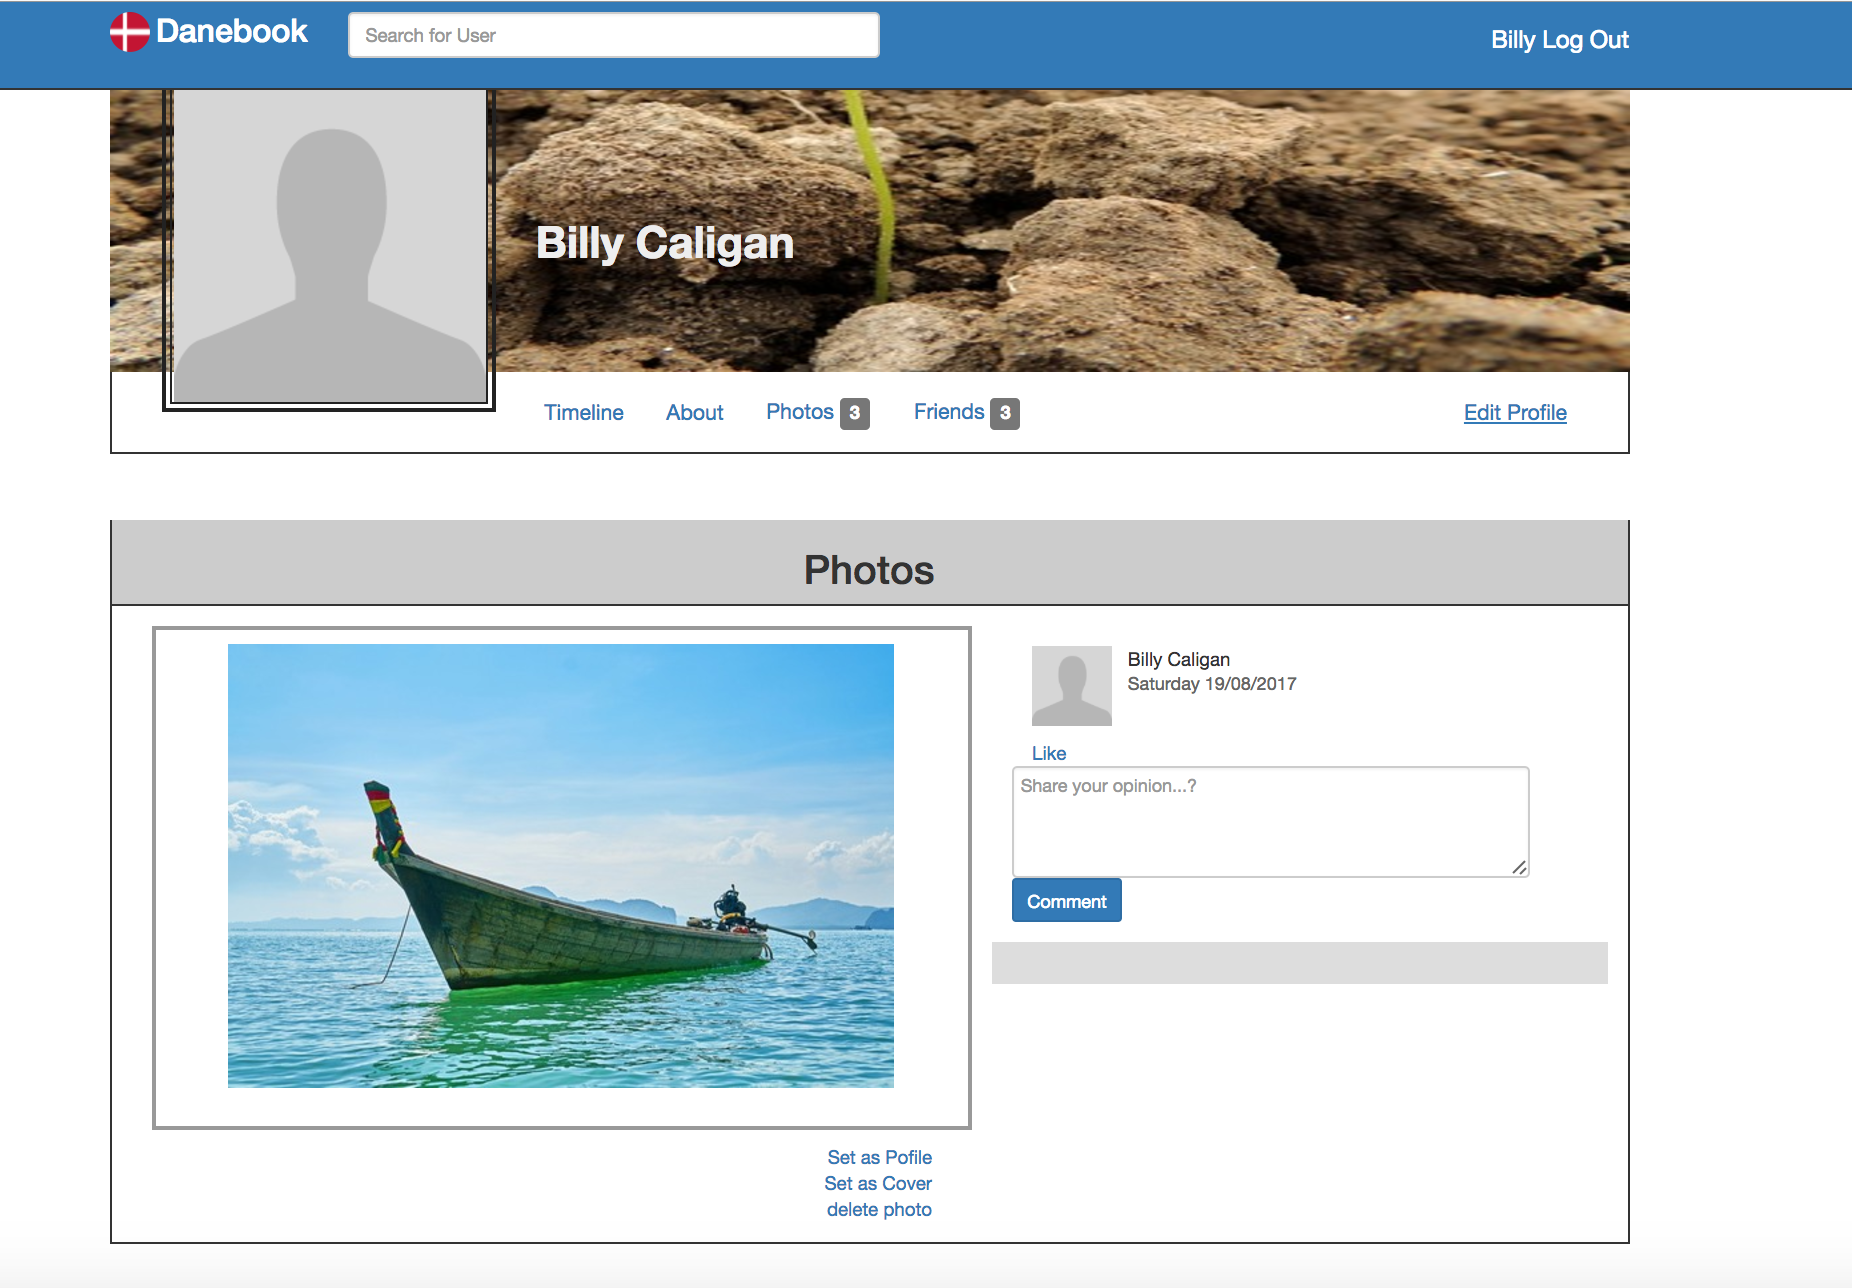 Danebook
Search for User
Billy Log Out
Billy Caligan
Timeline About Photos 3 Friends 3 Edit Profile
Photos
Billy Caligan
Saturday 19/08/2017
Like
Share your opinion...?
Comment
Set as Pofile
Set as Cover
delete photo